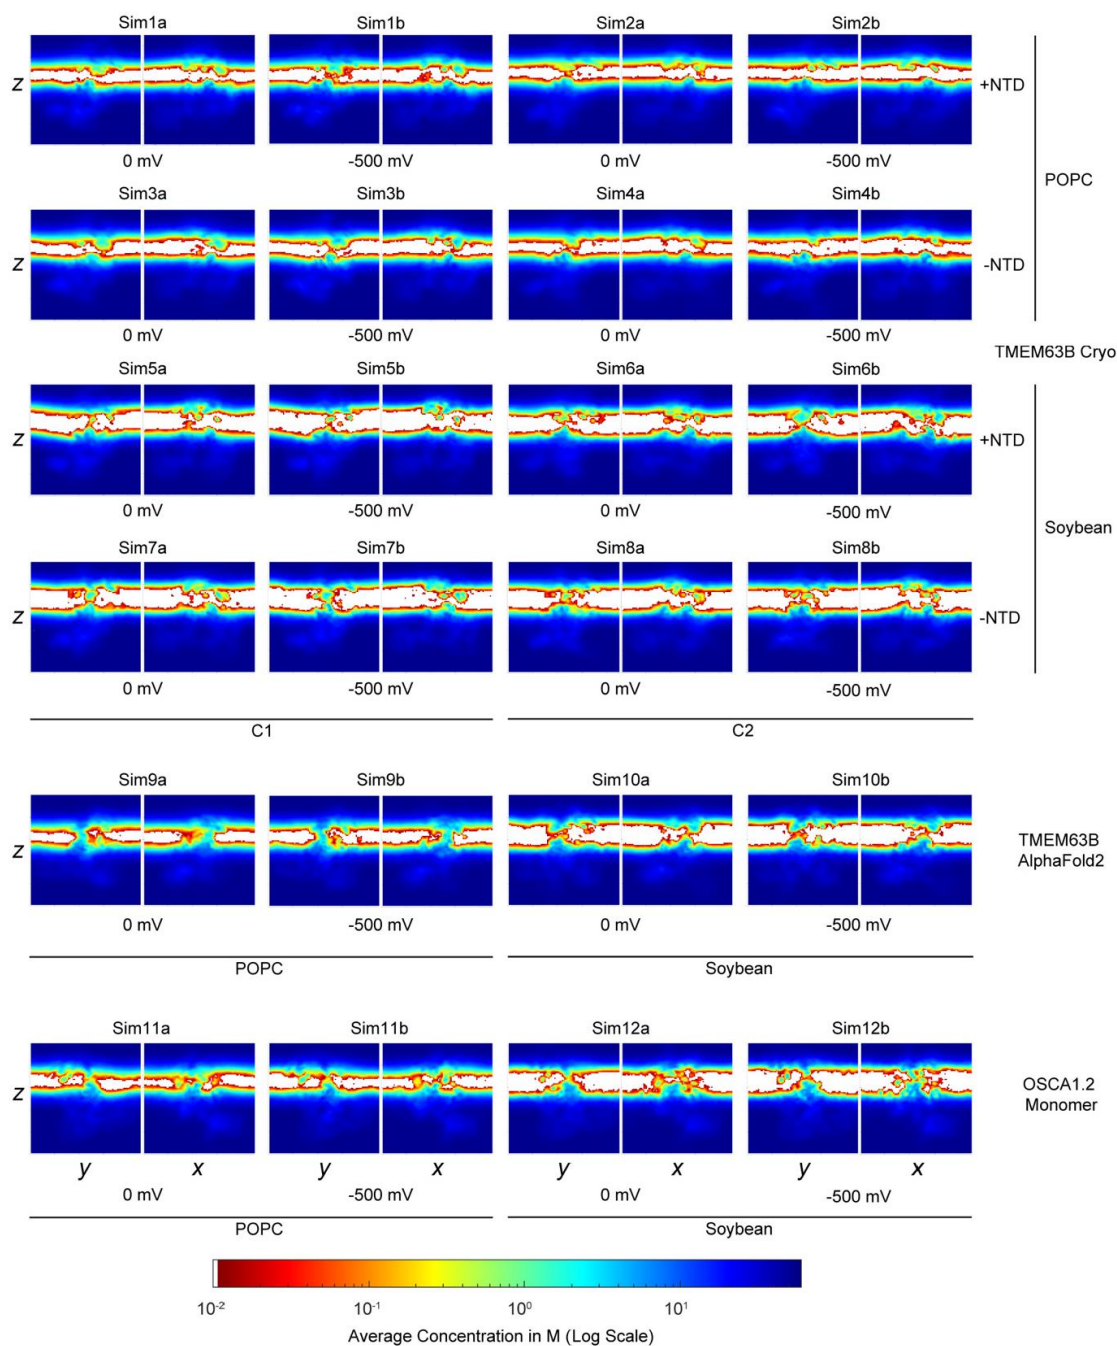 Sim1a Sim1b Sim2a Sim2b
z +NTD
0 mV -500 mV 0 mV -500 mV
POPC
Sim3a Sim3b Sim4a Sim4b
z -NTD
0 mV -500 mV 0 mV -500 mV
TMEM63B Cryo
Sim5a Sim5b Sim6a Sim6b
z +NTD
0 mV -500 mV 0 mV -500 mV
Soybean
Sim7a Sim7b Sim8a Sim8b
-NTD
0 mV -500 mV 0 mV -500 mV
C1 C2
Sim9a Sim9b Sim10a Sim10b
z
TMEM63B
AlphaFold2
0 mV -500 mV 0 mV -500 mV
POPC Soybean
Sim11a Sim11b Sim12a Sim12b
z
OSCA1.2
Monomer
y x y x y x y x
0 mV -500 mV 0 mV -500 mV
POPC Soybean
10⁻² 10⁻¹ 10⁰ 10¹
Average Concentration in M (Log Scale)